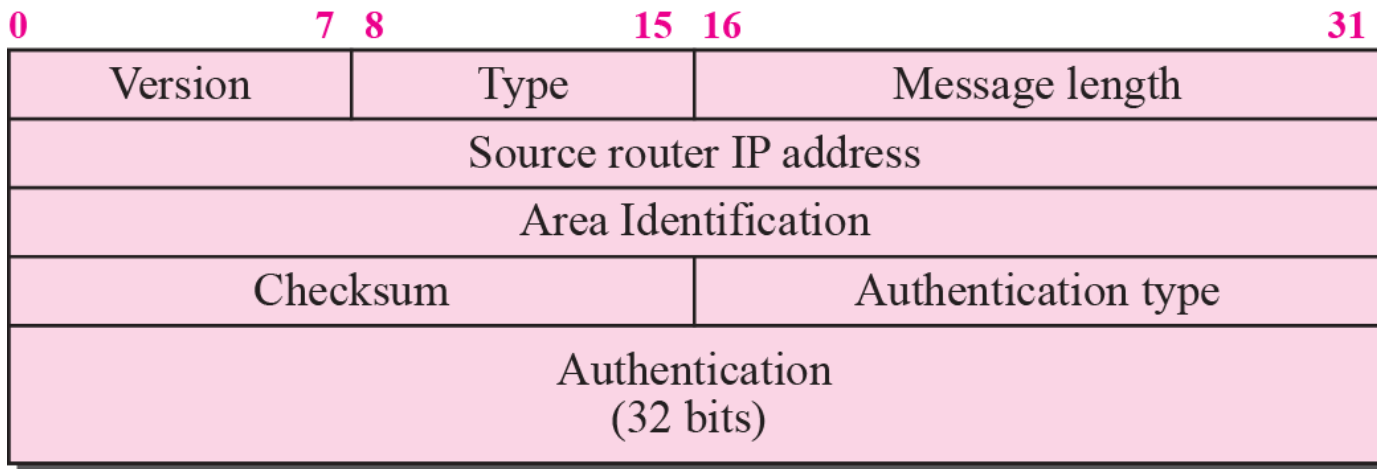 0 7 8 15 16 31
Version Type Message length
Source router IP address
Area Identification
Checksum Authentication type
Authentication
(32 bits)